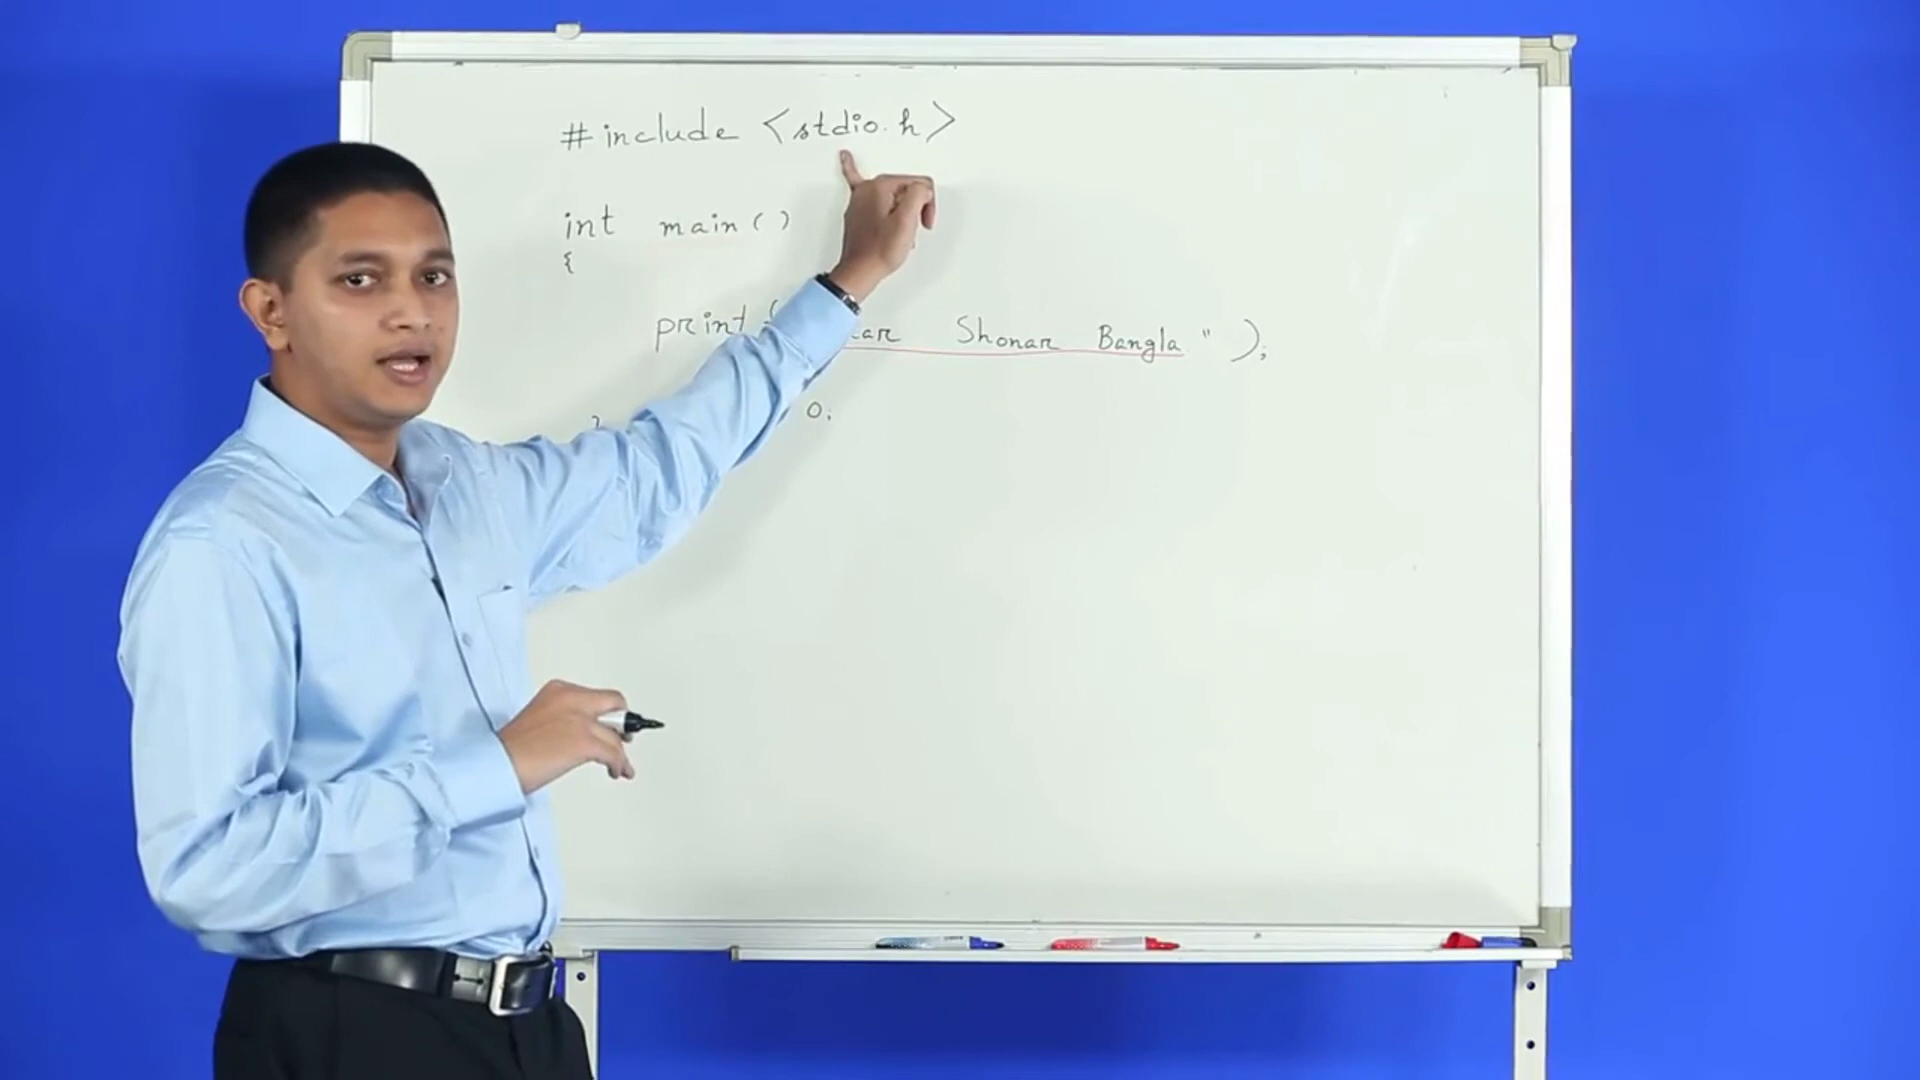 #include <stdio.h>
int main()
{
print Shonar Bangla");
0;